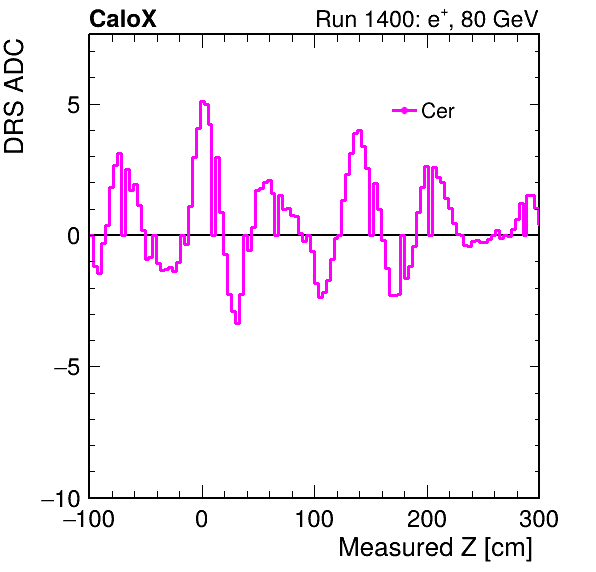 CaloX
Run 1400: e+, 80 GeV
DRS ADC
Cer
5
0
−5
−10
−100 0 100 200 300
Measured Z [cm]